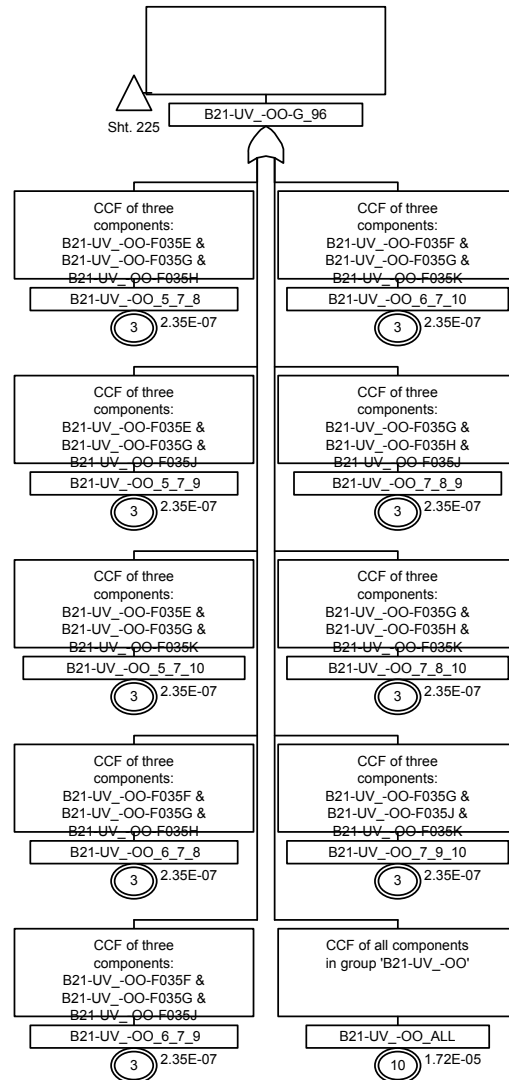 Sht. 225
B21-UV_-OO-G_96
CCF of three
components:
B21-UV_-OO-F035E &
B21-UV_-OO-F035G &
B21-UV_-OO-F035H
B21-UV_-OO_5_7_8
3
2.35E-07
CCF of three
components:
B21-UV_-OO-F035F &
B21-UV_-OO-F035G &
B21-UV_-OO-F035K
B21-UV_-OO_6_7_10
3
2.35E-07
CCF of three
components:
B21-UV_-OO-F035E &
B21-UV_-OO-F035G &
B21-UV_-OO-F035J
B21-UV_-OO_5_7_9
3
2.35E-07
CCF of three
components:
B21-UV_-OO-F035G &
B21-UV_-OO-F035H &
B21-UV_-OO-F035J
B21-UV_-OO_7_8_9
3
2.35E-07
CCF of three
components:
B21-UV_-OO-F035E &
B21-UV_-OO-F035G &
B21-UV_-OO-F035K
B21-UV_-OO_5_7_10
3
2.35E-07
CCF of three
components:
B21-UV_-OO-F035G &
B21-UV_-OO-F035H &
B21-UV_-OO-F035K
B21-UV_-OO_7_8_10
3
2.35E-07
CCF of three
components:
B21-UV_-OO-F035F &
B21-UV_-OO-F035G &
B21-UV_-OO-F035H
B21-UV_-OO_6_7_8
3
2.35E-07
CCF of three
components:
B21-UV_-OO-F035G &
B21-UV_-OO-F035J &
B21-UV_-OO-F035K
B21-UV_-OO_7_9_10
3
2.35E-07
CCF of three
components:
B21-UV_-OO-F035F &
B21-UV_-OO-F035G &
B21-UV_-OO-F035J
B21-UV_-OO_6_7_9
3
2.35E-07
CCF of all components
in group 'B21-UV_-OO'
B21-UV_-OO_ALL
10
1.72E-05